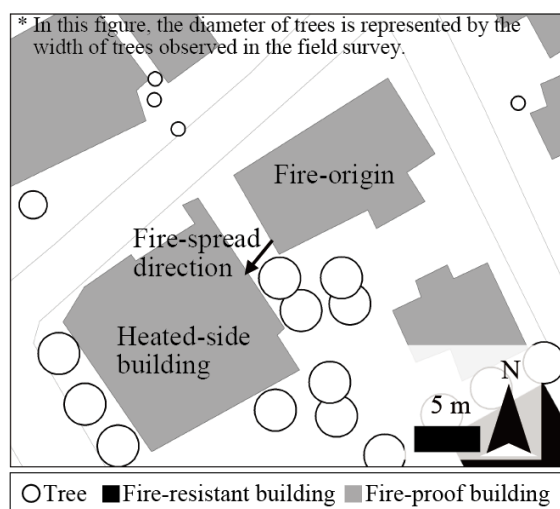 * In this figure, the diameter of trees is represented by the
width of trees observed in the field survey.
Fire-origin
Fire-spread
direction
Heated-side
building
N
5 m
Tree Fire-resistant building Fire-proof building